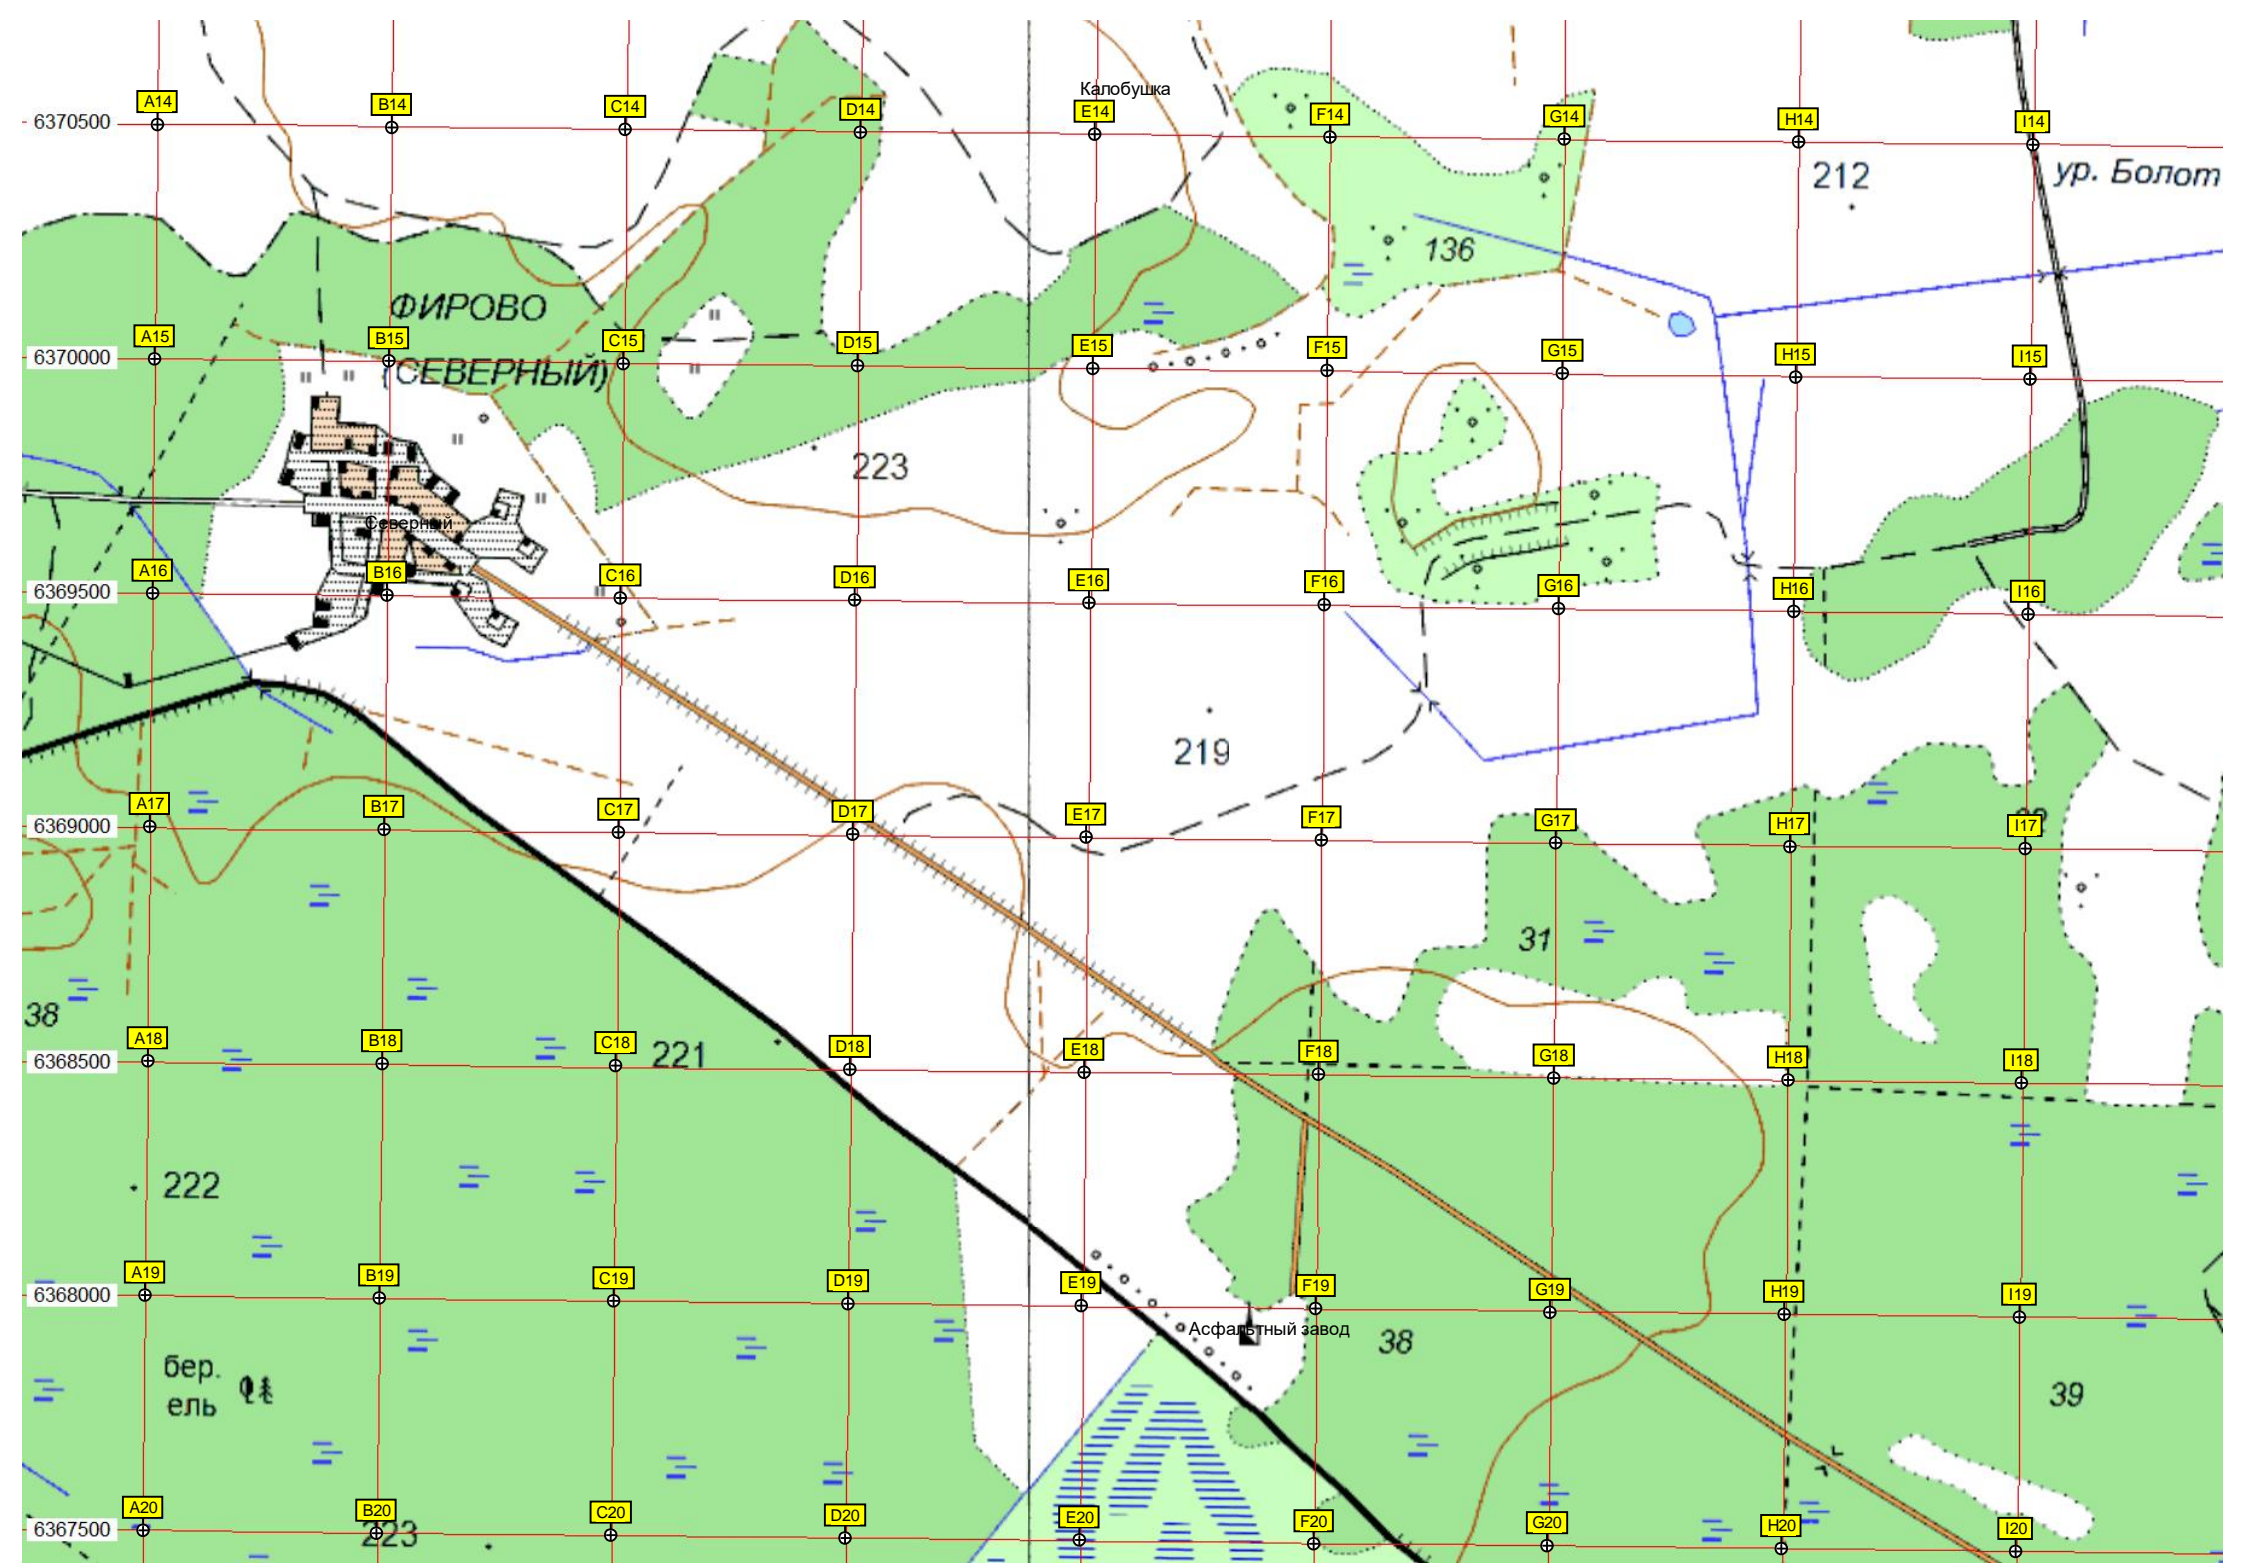 Калобушка
A14 B14 C14 D14 E14 F14 G14 H14 I14
6370500
212
ур. Болот
136
ФИРОВО
A15 B15 C15 D15 E15 F15 G15 H15 I15
6370000
(СЕВЕРНЫЙ)
223
Северный
A16 B16 C16 D16 E16 F16 G16 H16 I16
6369500
219
A17 B17 C17 D17 E17 F17 G17 H17 I17
6369000
31
38
A18 B18 C18 D18 E18 F18 G18 H18 I18
6368500
221
222
A19 B19 C19 D19 E19 F19 G19 H19 I19
6368000
Асфальтный завод
38
бер.
ель
39
A20 B20 C20 D20 E20 F20 G20 H20 I20
6367500
223